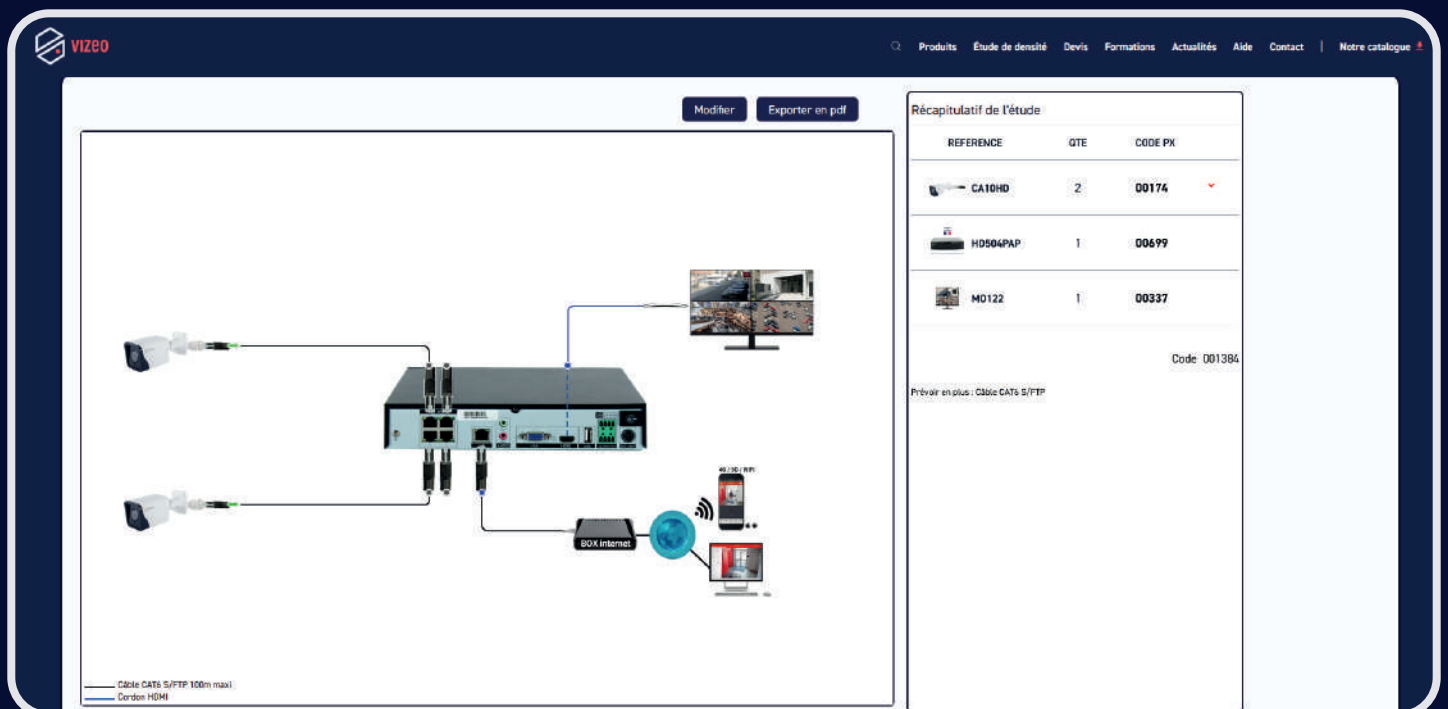 VIZEO
Produits Étude de densité Devis Formations Actualités Aide Contact | Notre catalogue
Modifier Exporter en pdf
Récapitulatif de l'étude
REFERENCE QTE CODE PX
CA10HD 2 00174
HD504PAP 1 00699
MO122 1 00337
Code 001384
Prévoir en plus : Câble CAT6 S/FTP
4G / 3G / WIFI
BOX internet
Câble CAT6 S/FTP 100m maxi
Cordon HDMI